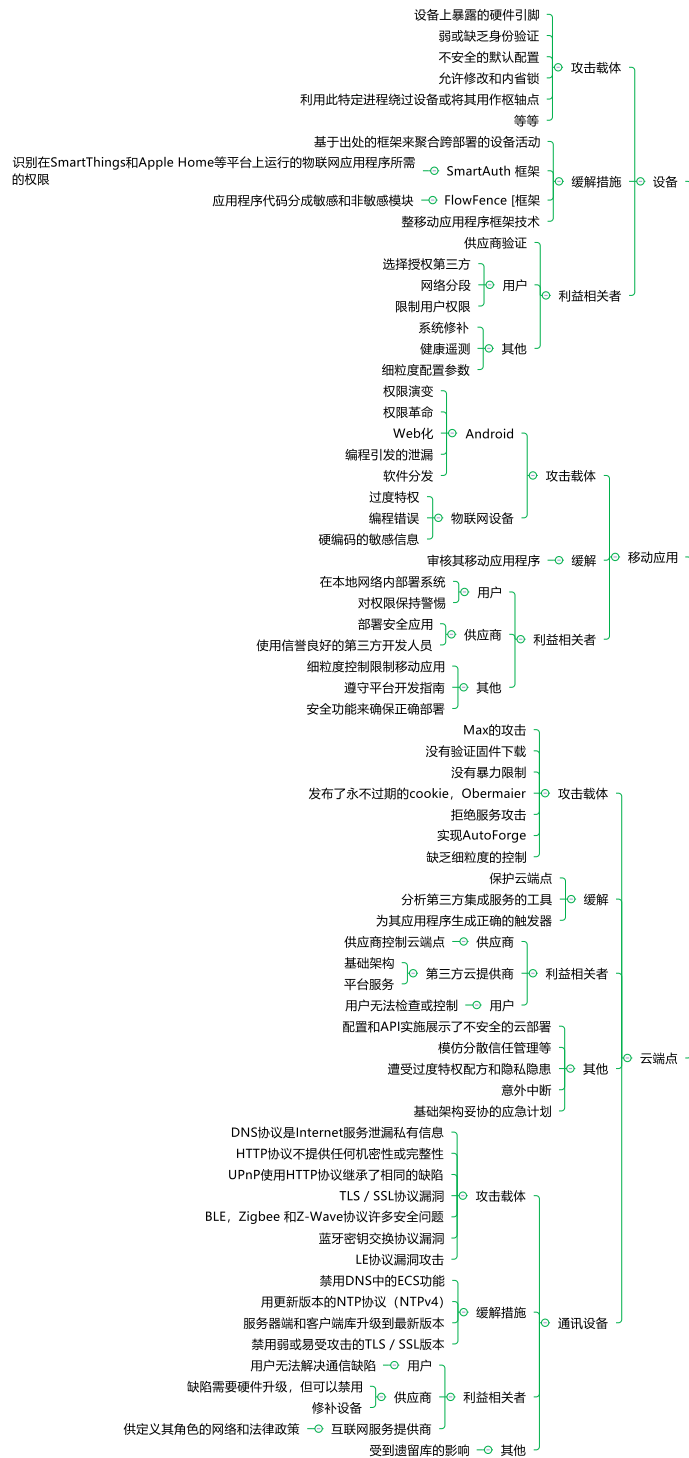 设备上暴露的硬件引脚
弱或缺乏身份验证
不安全的默认配置
允许修改和内省锁
利用此特定进程绕过设备或将其用作枢轴点
等等
攻击载体
基于出处的框架来聚合跨部署的设备活动
识别在SmartThings和Apple Home等平台上运行的物联网应用程序所需
的权限
SmartAuth 框架
应用程序代码分成敏感和非敏感模块
FlowFence [框架
整移动应用程序框架技术
缓解措施
设备
供应商验证
选择授权第三方
网络分段
限制用户权限
用户
利益相关者
系统修补
健康遥测
细粒度配置参数
其他
权限演变
权限革命
Web化
编程引发的泄漏
软件分发
Android
攻击载体
过度特权
编程错误
硬编码的敏感信息
物联网设备
审核其移动应用程序
缓解
移动应用
在本地网络内部署系统
对权限保持警惕
用户
部署安全应用
使用信誉良好的第三方开发人员
供应商
利益相关者
细粒度控制限制移动应用
遵守平台开发指南
安全功能来确保正确部署
其他
Max的攻击
没有验证固件下载
没有暴力限制
发布了永不过期的cookie，Obermaier
拒绝服务攻击
实现AutoForge
缺乏细粒度的控制
攻击载体
保护云端点
分析第三方集成服务的工具
为其应用程序生成正确的触发器
缓解
供应商控制云端点
供应商
基础架构
平台服务
第三方云提供商
利益相关者
用户无法检查或控制
用户
配置和API实施展示了不安全的云部署
模仿分散信任管理等
遭受过度特权配方和隐私隐患
意外中断
基础架构妥协的应急计划
其他
云端点
DNS协议是Internet服务泄漏私有信息
HTTP协议不提供任何机密性或完整性
UPnP使用HTTP协议继承了相同的缺陷
TLS / SSL协议漏洞
BLE，Zigbee 和Z-Wave协议许多安全问题
蓝牙密钥交换协议漏洞
LE协议漏洞攻击
攻击载体
禁用DNS中的ECS功能
用更新版本的NTP协议（NTPv4）
服务器端和客户端库升级到最新版本
禁用弱或易受攻击的TLS / SSL版本
缓解措施
通讯设备
用户无法解决通信缺陷
用户
缺陷需要硬件升级，但可以禁用
修补设备
供应商
利益相关者
供定义其角色的网络和法律政策
互联网服务提供商
受到遗留库的影响
其他